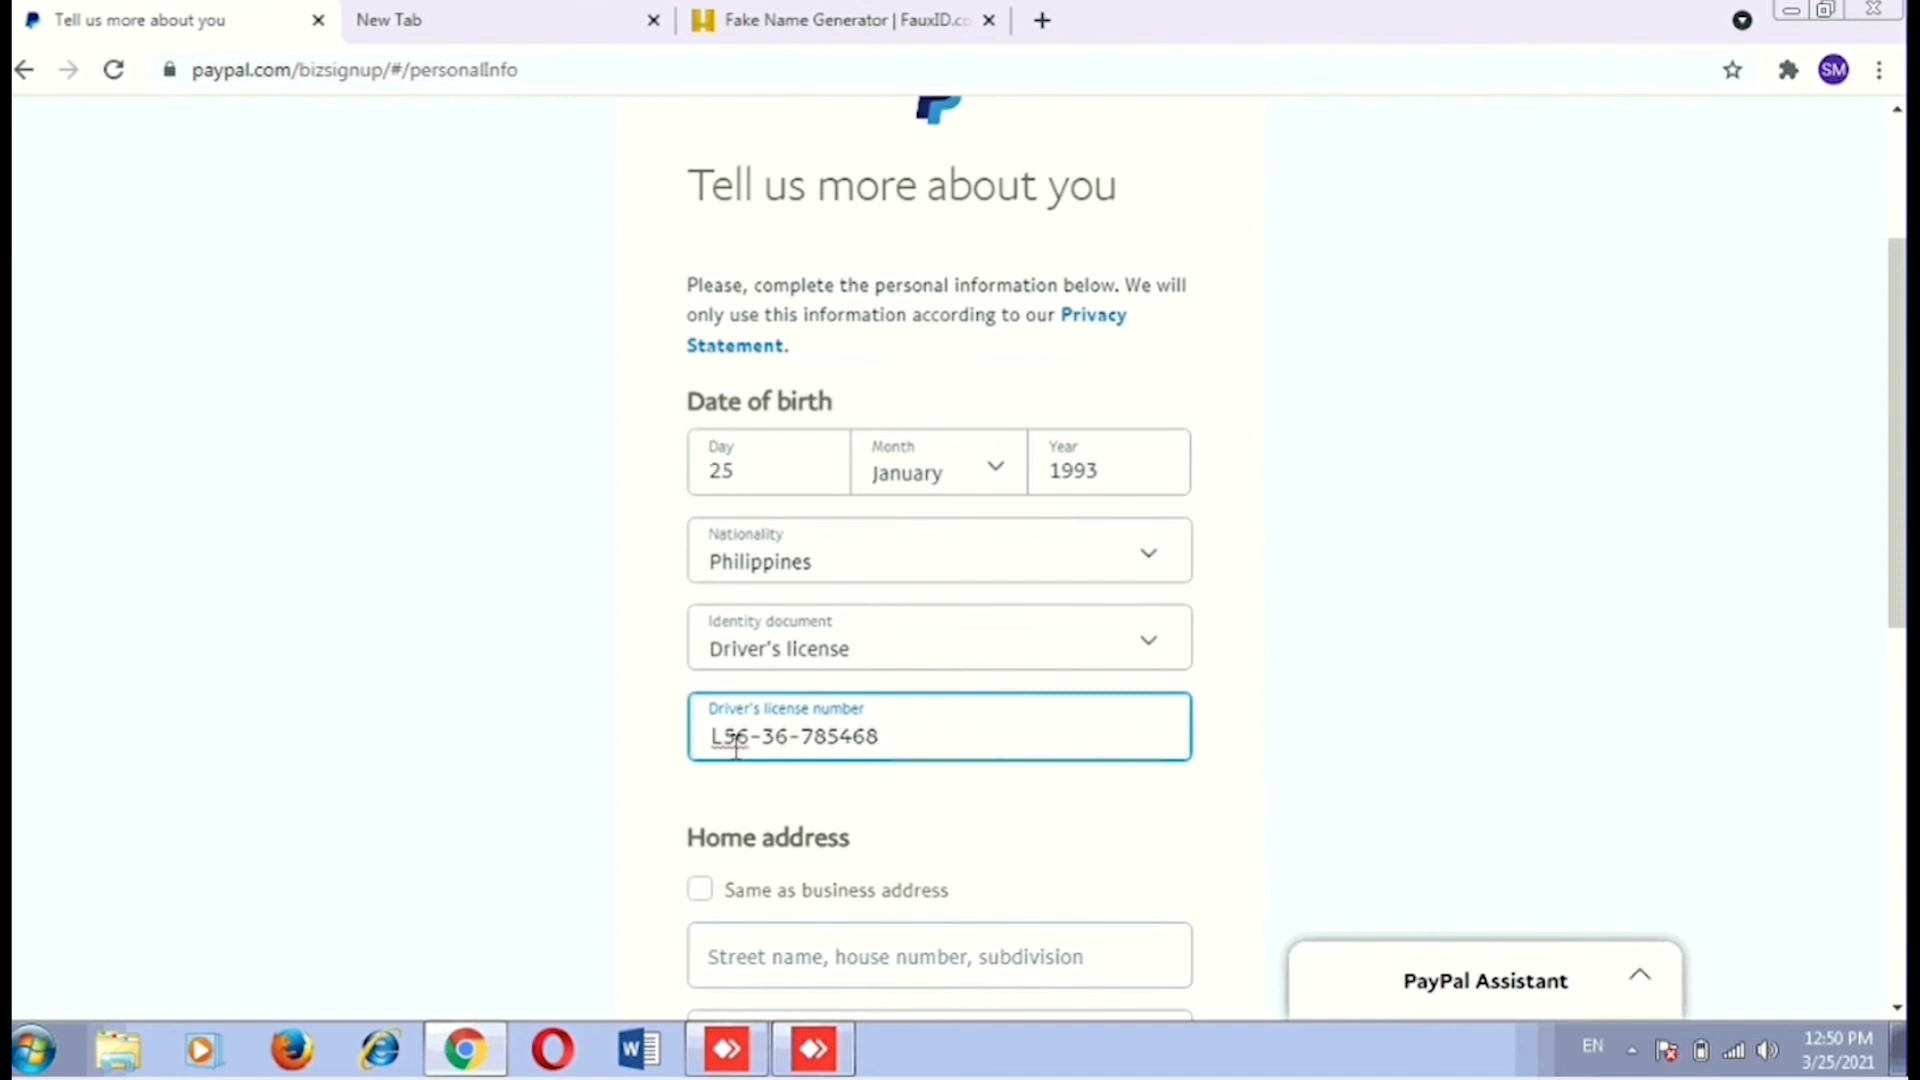 Tell us more about you
New Tab
Fake Name Generator | FauxID.co
paypal.com/bizsignup/#/personalInfo
SM
Tell us more about you
Please, complete the personal information below. We will
only use this information according to our Privacy
Statement.
Date of birth
Day
25
Month
January
Year
1993
Nationality
Philippines
Identity document
Driver's license
Driver's license number
L56-36-785468
Home address
Same as business address
Street name, house number, subdivision
PayPal Assistant
EN
12:50 PM
3/25/2021